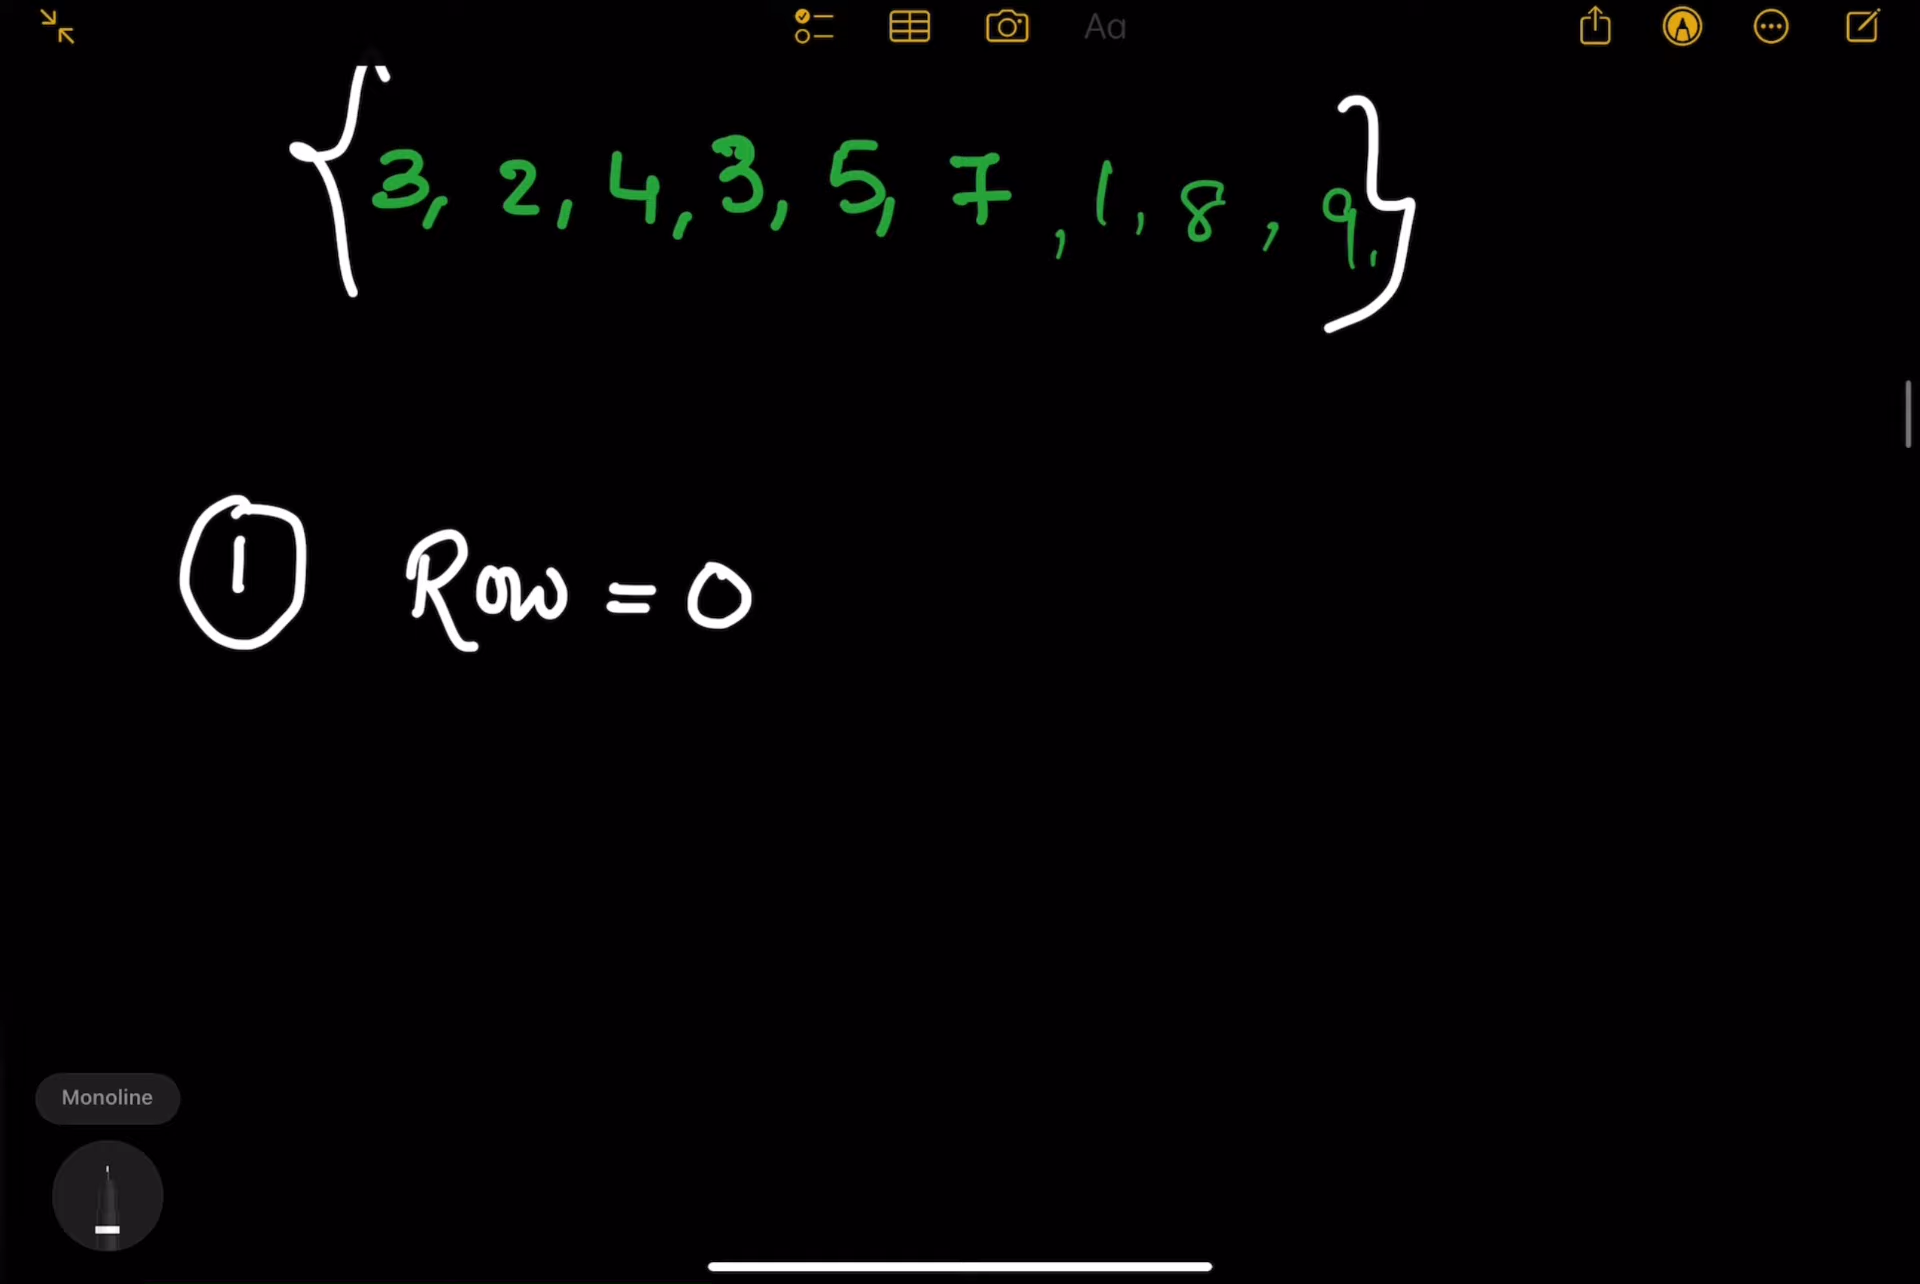 Aa
{3, 2, 4, 3, 5, 7, 1, 8, 9,}
1 Row = 0
Monoline